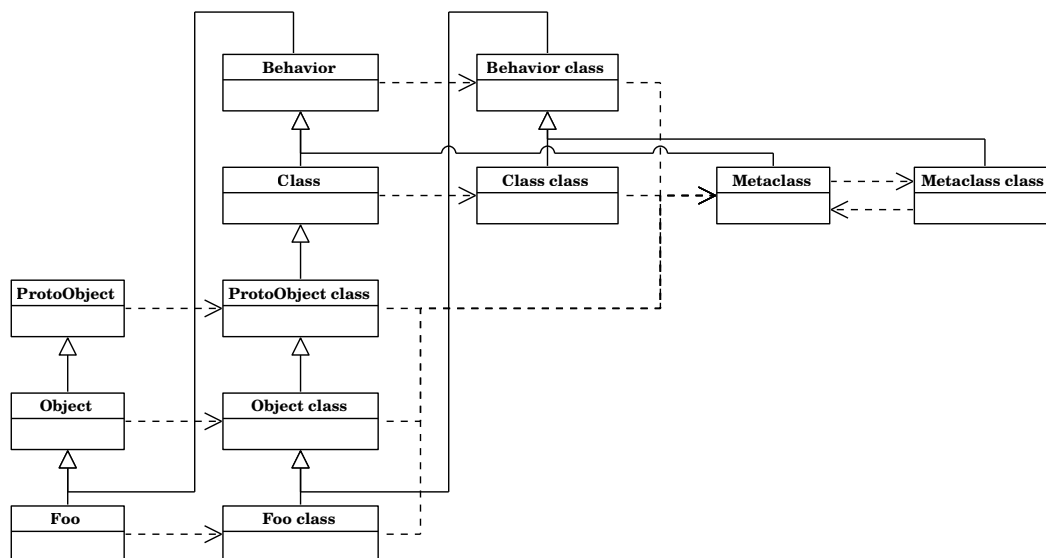 Behavior
Behavior class
Class
Class class
Metaclass
Metaclass class
ProtoObject
ProtoObject class
Object
Object class
Foo
Foo class